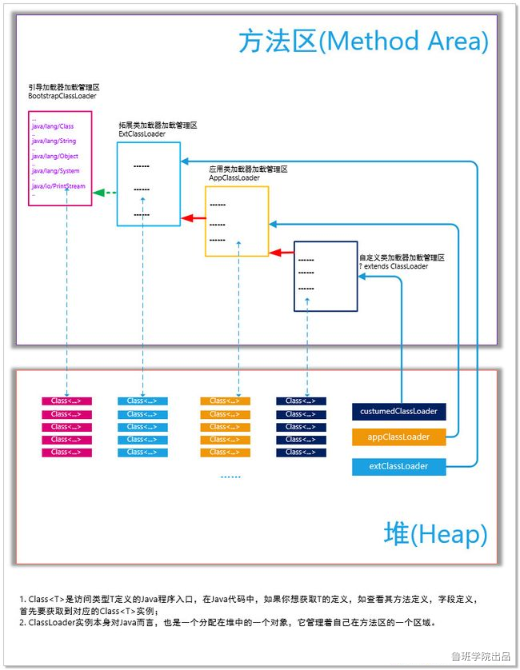 方法区(Method Area)
引导加载器加载管理区
BootstrapClassLoader
...
java/lang/Class
...
java/lang/String
...
java/lang/Object
...
java/lang/System
...
java/io/PrintStream
...
拓展类加载器加载管理区
ExtClassLoader
......
......
......
应用类加载器加载管理区
AppClassLoader
......
......
......
自定义类加载器加载管理区
? extends ClassLoader
......
......
......
Class<...> Class<...> Class<...> Class<...>
Class<...> Class<...> Class<...> Class<...>
Class<...> Class<...> Class<...> Class<...>
Class<...> Class<...> Class<...> Class<...>
Class<...> Class<...> Class<...> Class<...>
......
custumedClassLoader
appClassLoader
extClassLoader
堆(Heap)
1. Class<T>是访问类型T定义的Java程序入口，在Java代码中，如果你想获取T的定义，如查看其方法定义，字段定义，
首先要获取到对应的Class<T>实例；
2. ClassLoader实例本身对Java而言，也是一个分配在堆中的一个对象，它管理着自己在方法区的一个区域。
鲁班学院出品